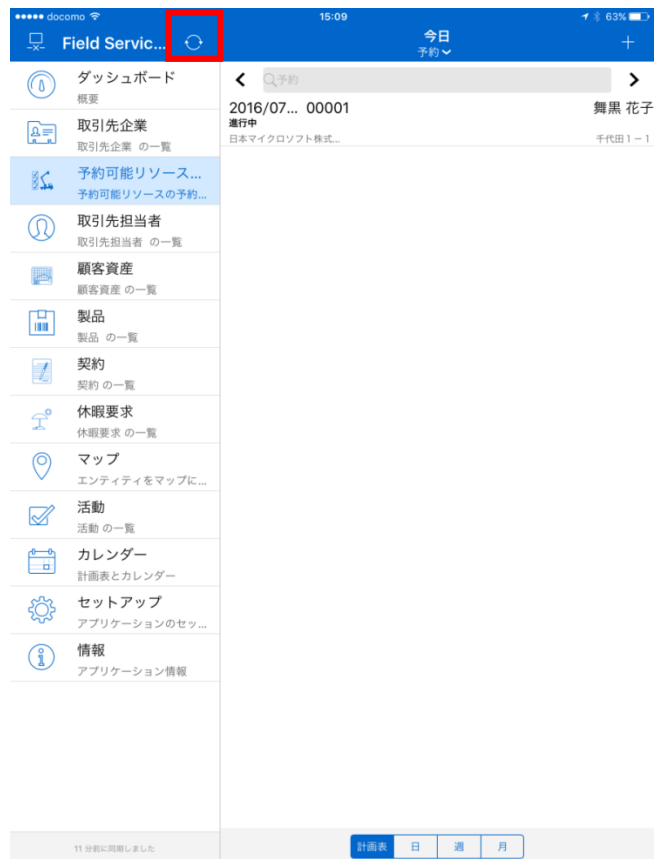 docomo 15:09 63%
Field Servic...
今日
予約
ダッシュボード
概要
取引先企業
取引先企業 の一覧
予約可能リソース...
予約可能リソースの予約...
取引先担当者
取引先担当者 の一覧
顧客資産
顧客資産 の一覧
製品
製品 の一覧
契約
契約 の一覧
休暇要求
休暇要求 の一覧
マップ
エンティティをマップに...
活動
活動 の一覧
カレンダー
計画表とカレンダー
セットアップ
アプリケーションのセッ...
情報
アプリケーション情報
11 分前に同期しました
予約
2016/07... 00001 舞黒 花子
進行中
日本マイクロソフト株式... 千代田1－1
計画表 日 週 月